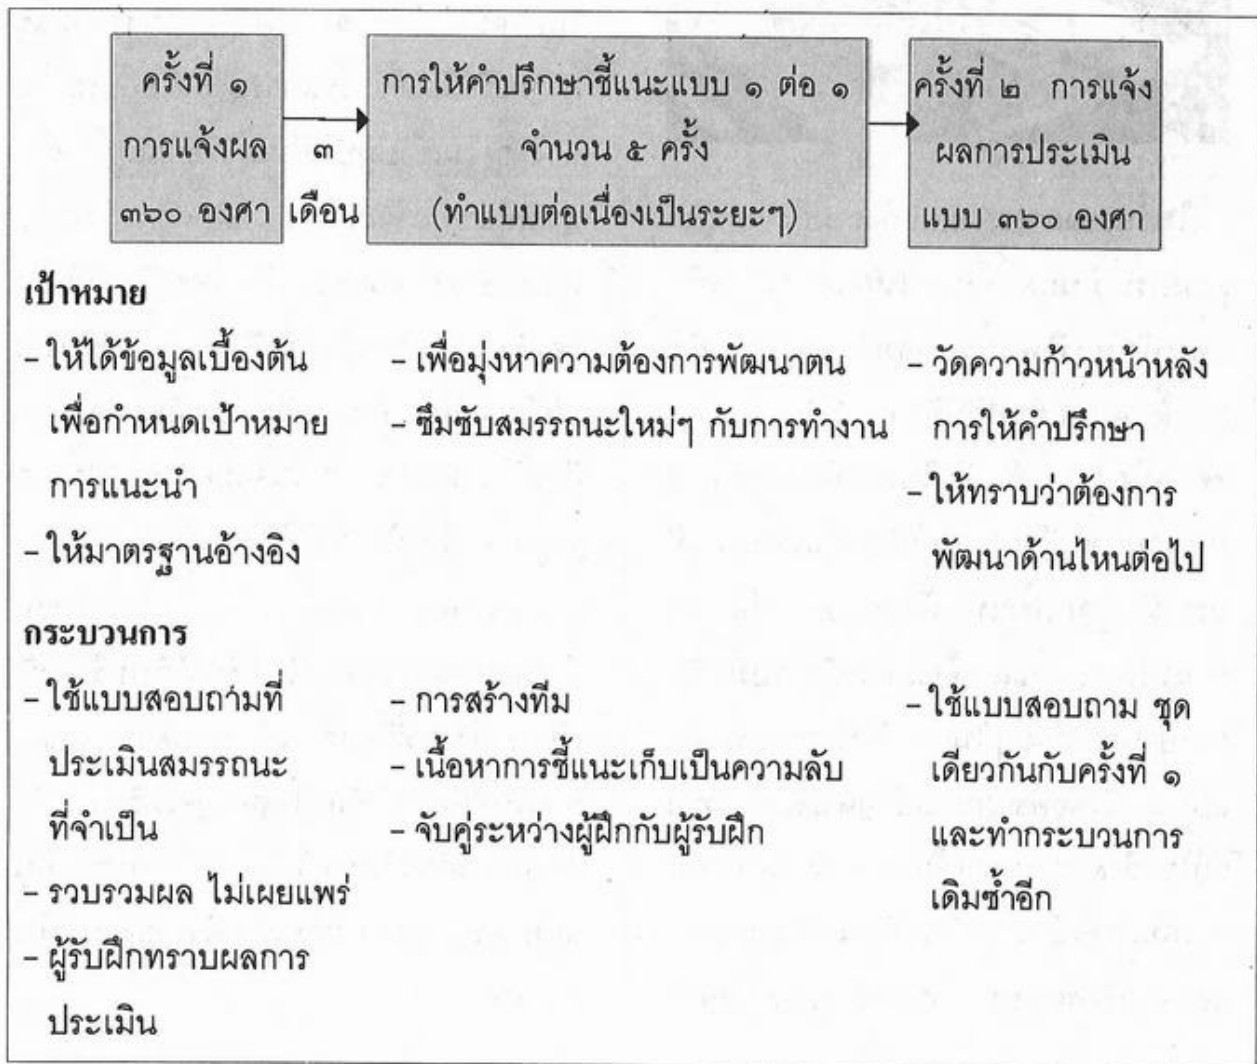 ครั้งที่ ๑
การแจ้งผล
๓๖๐ องศา
๓
เดือน
การให้คำปรึกษาชี้แนะแบบ ๑ ต่อ ๑
จำนวน ๕ ครั้ง
(ทำแบบต่อเนื่องเป็นระยะๆ)
ครั้งที่ ๒ การแจ้ง
ผลการประเมิน
แบบ ๓๖๐ องศา
เป้าหมาย
- ให้ได้ข้อมูลเบื้องต้น
เพื่อกำหนดเป้าหมาย
การแนะนำ
- ให้มาตรฐานอ้างอิง
- เพื่อมุ่งหาความต้องการพัฒนาตน
- ซึมซับสมรรถนะใหม่ๆ กับการทำงาน
- วัดความก้าวหน้าหลัง
การให้คำปรึกษา
- ให้ทราบว่าต้องการ
พัฒนาด้านไหนต่อไป
กระบวนการ
- ใช้แบบสอบถามที่
ประเมินสมรรถนะ
ที่จำเป็น
- รวบรวมผล ไม่เผยแพร่
- ผู้รับฝึกทราบผลการ
ประเมิน
- การสร้างทีม
- เนื้อหาการชี้แนะเก็บเป็นความลับ
- จับคู่ระหว่างผู้ฝึกกับผู้รับฝึก
- ใช้แบบสอบถาม ชุด
เดียวกันกับครั้งที่ ๑
และทำกระบวนการ
เดิมซ้ำอีก